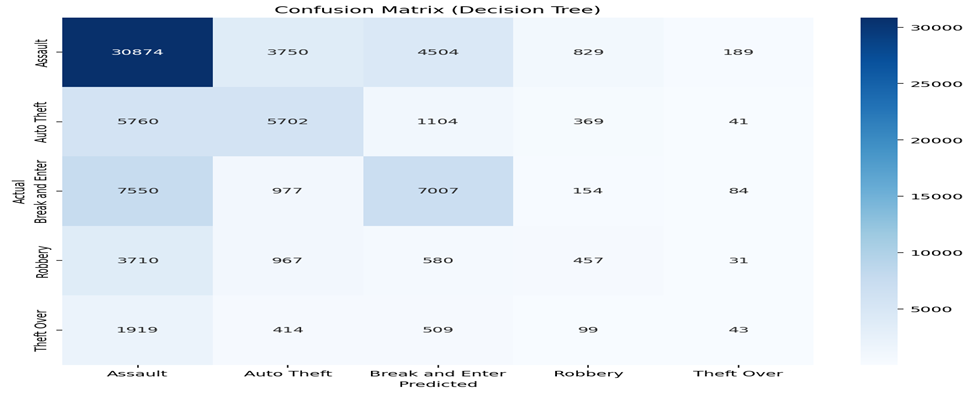 Confusion Matrix (Decision Tree)
Actual
Assault 30874 3750 4504 829 189
Auto Theft 5760 5702 1104 369 41
Break and Enter 7550 977 7007 154 84
Robbery 3710 967 580 457 31
Theft Over 1919 414 509 99 43
Assault Auto Theft Break and Enter Robbery Theft Over
Predicted
30000
25000
20000
15000
10000
5000